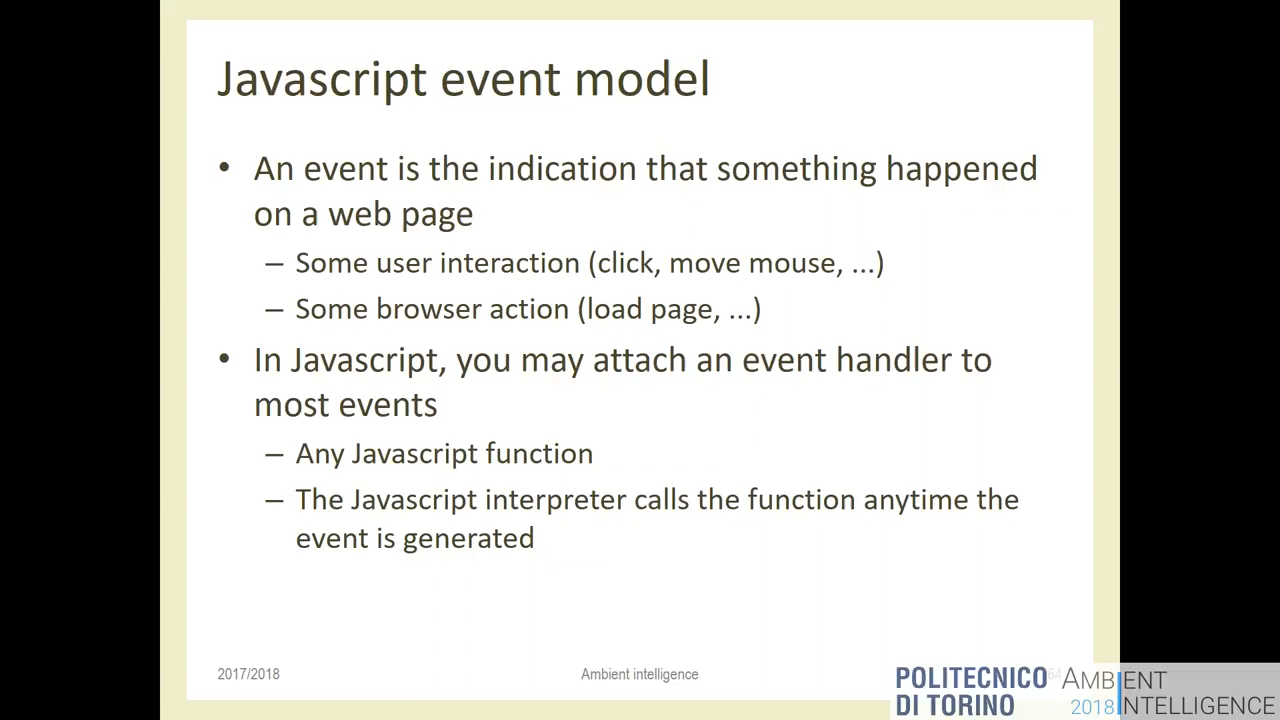 Javascript event model
• An event is the indication that something happened
on a web page
– Some user interaction (click, move mouse, ...)
– Some browser action (load page, ...)
• In Javascript, you may attach an event handler to
most events
– Any Javascript function
– The Javascript interpreter calls the function anytime the
event is generated
2017/2018
Ambient intelligence
64
POLITECNICO
DI TORINO
AMBIENT
2018 INTELLIGENCE